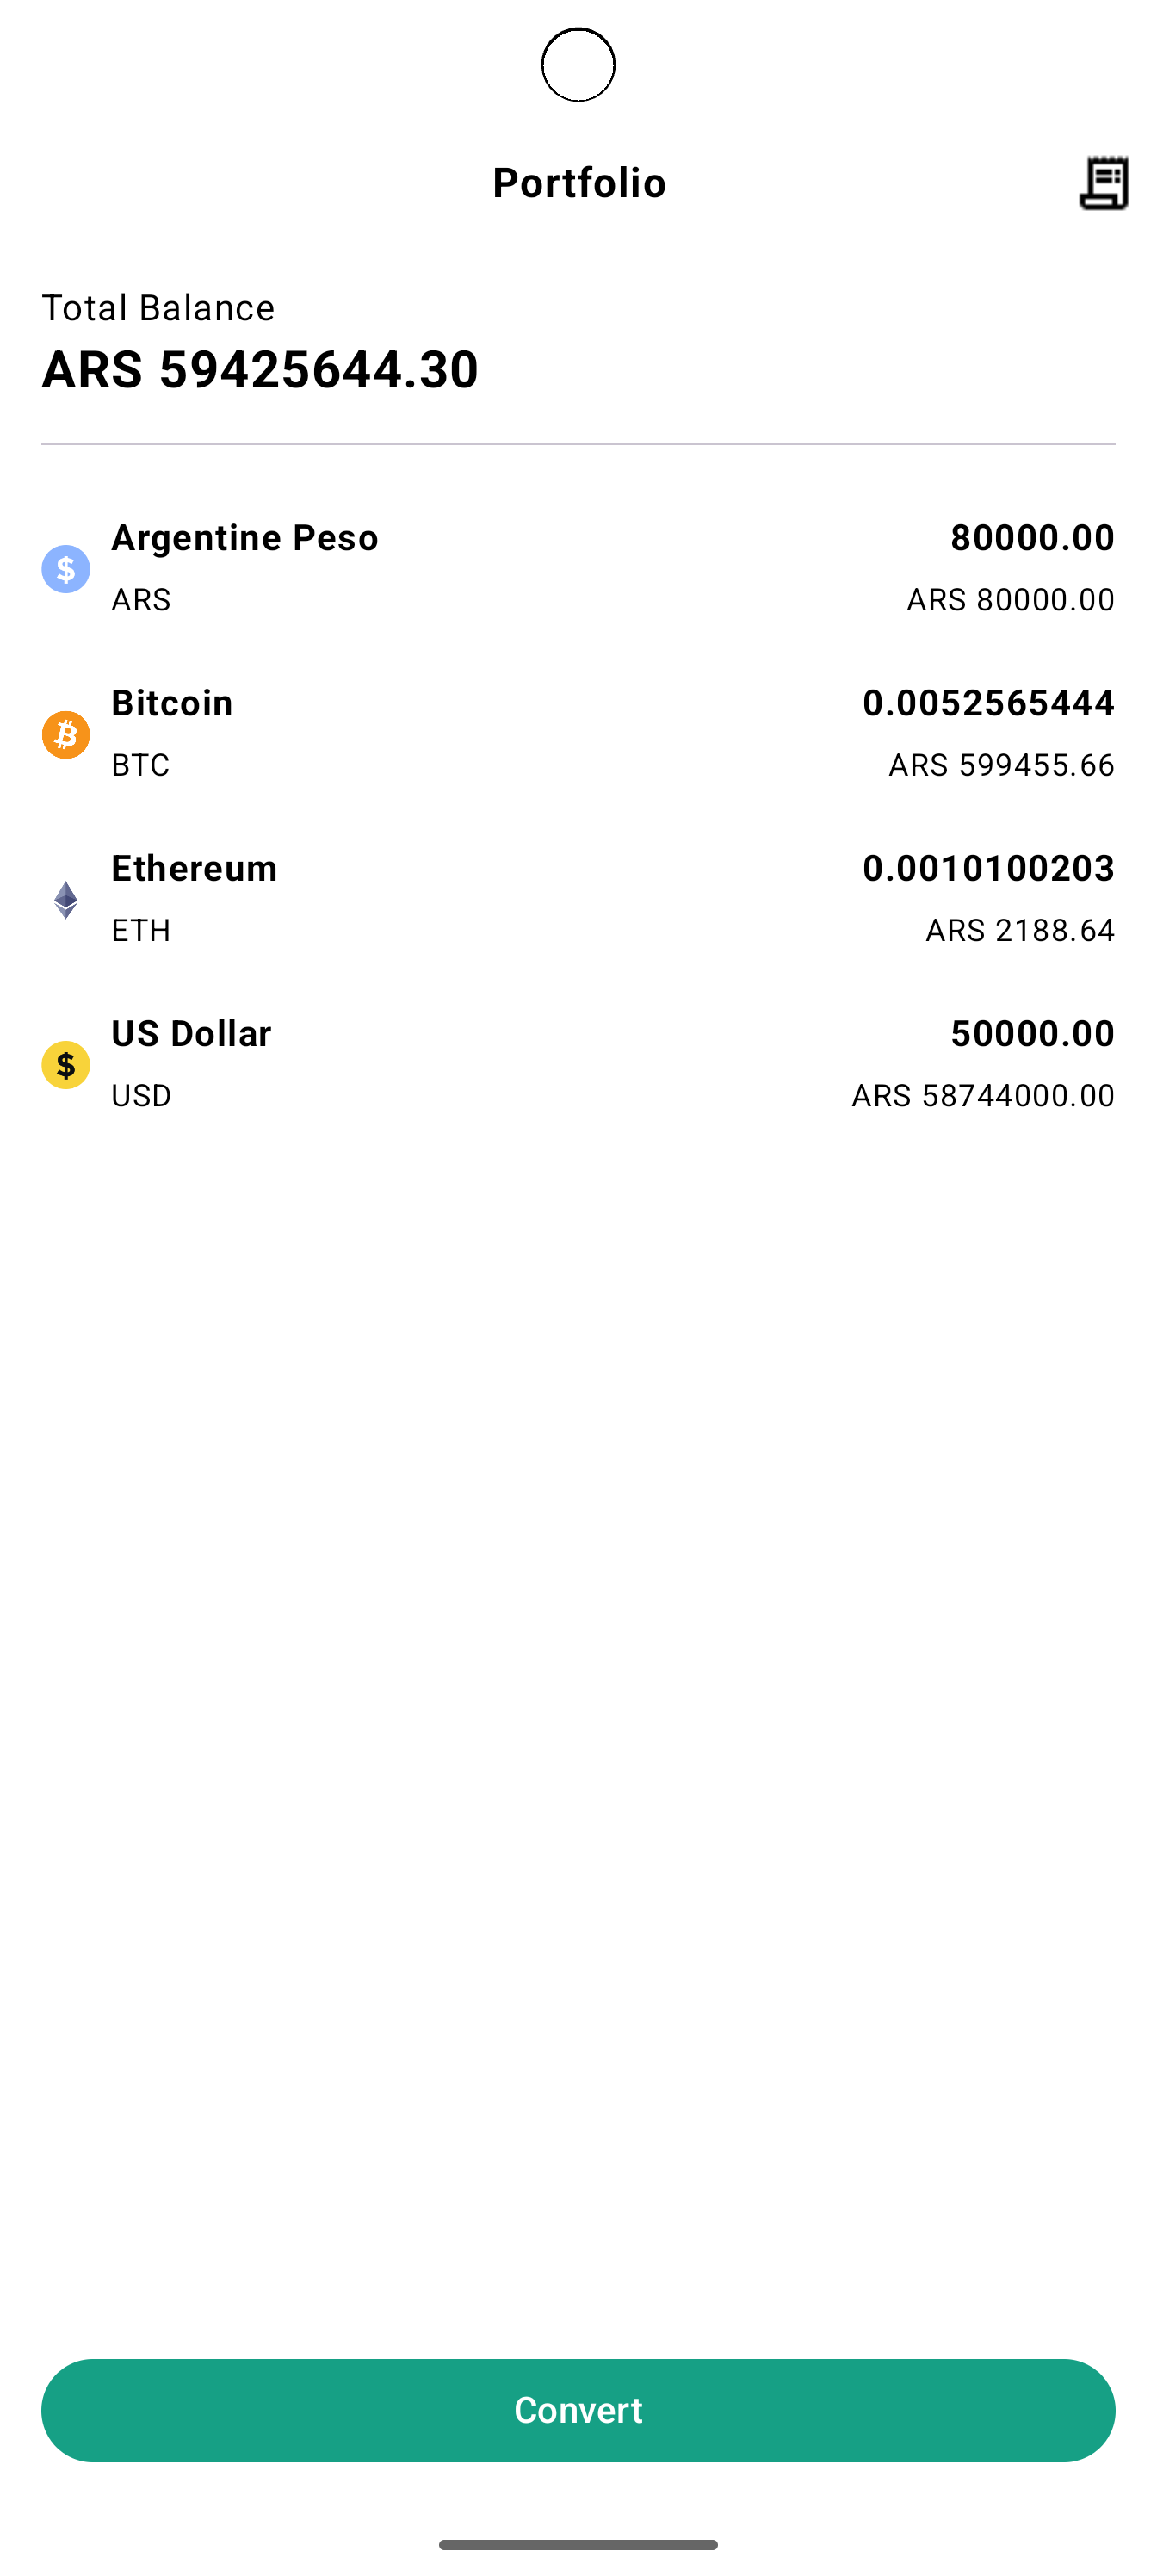 Portfolio
Total Balance
ARS 59425644.30
Argentine Peso 80000.00
ARS ARS 80000.00
Bitcoin 0.0052565444
BTC ARS 599455.66
Ethereum 0.0010100203
ETH ARS 2188.64
US Dollar 50000.00
USD ARS 58744000.00
Convert